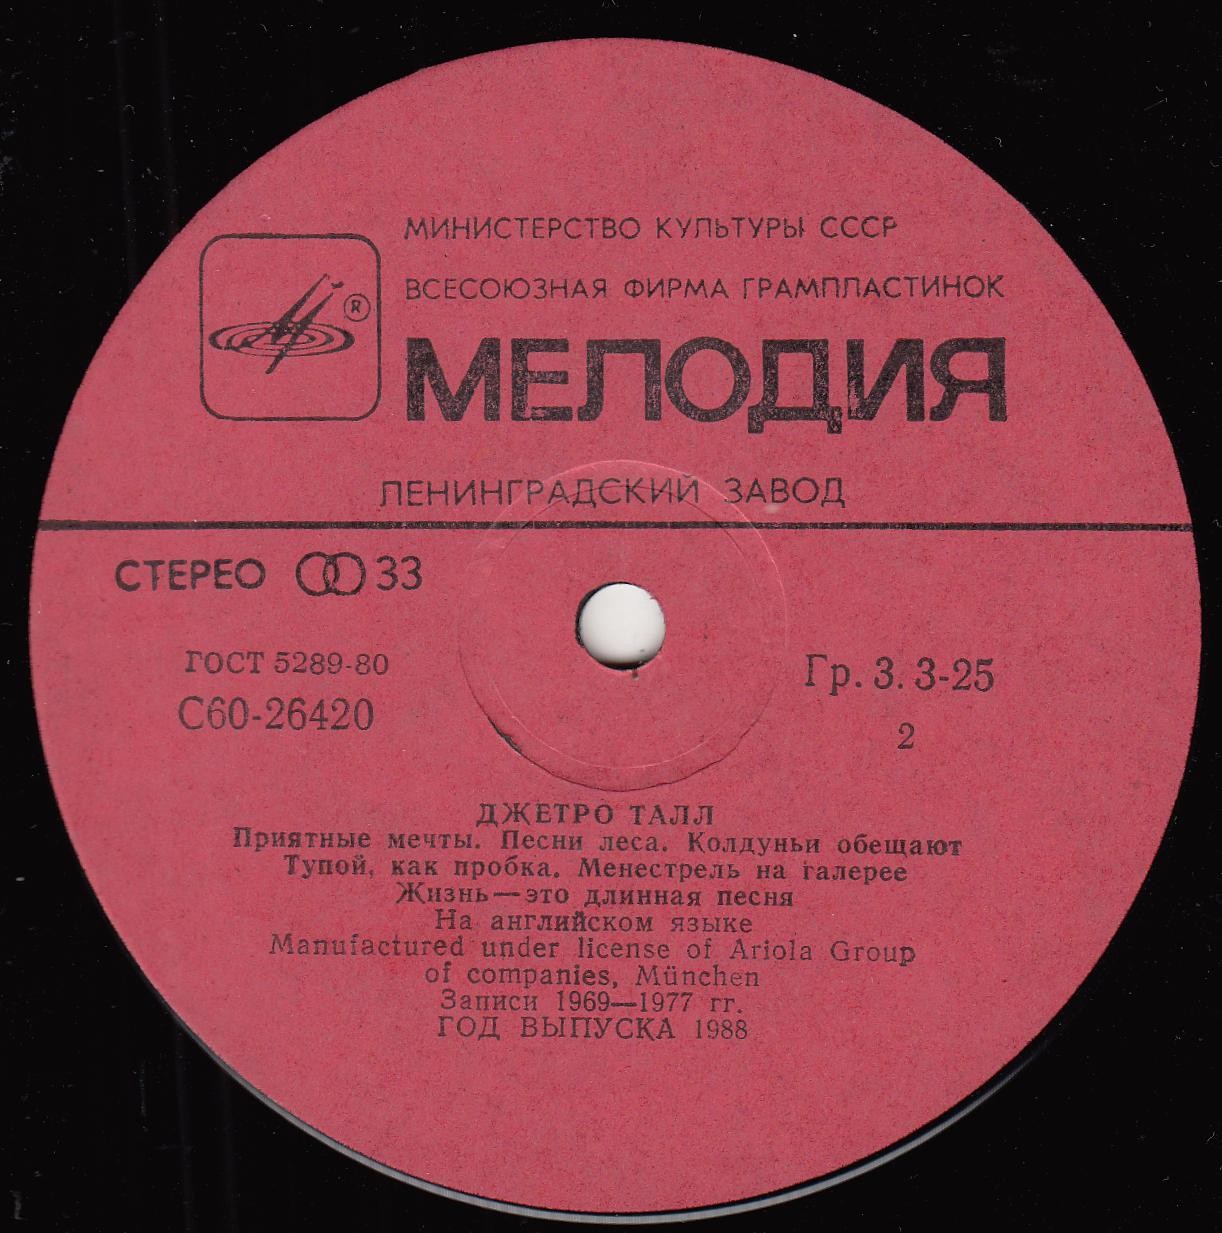 МИНИСТЕРСТВО КУЛЬТУРЫ СССР
ВСЕСОЮЗНАЯ ФИРМА ГРАМПЛАСТИНОК
®
МЕЛОДИЯ
ЛЕНИНГРАДСКИЙ ЗАВОД
СТЕРЕО 33
ГОСТ 5289-80
С60-26420
Гр. 3. 3-25
2
ДЖЕТРО ТАЛЛ
Приятные мечты. Песни леса. Колдуньи обещают
Тупой, как пробка. Менестрель на галерее
Жизнь — это длинная песня
На английском языке
Manufactured under license of Ariola Group
of companies, München
Записи 1969—1977 гг.
ГОД ВЫПУСКА 1988